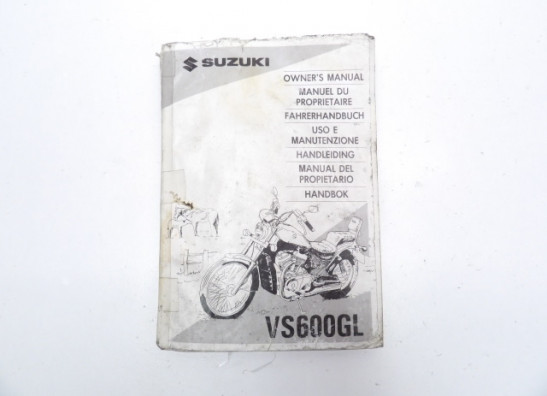 SUZUKI
OWNER'S MANUAL
MANUEL DU
PROPRIETAIRE
FAHRERHANDBUCH
USO E
MANUTENZIONE
HANDLEIDING
MANUAL DEL
PROPIETARIO
HANDBOK
VS600GL